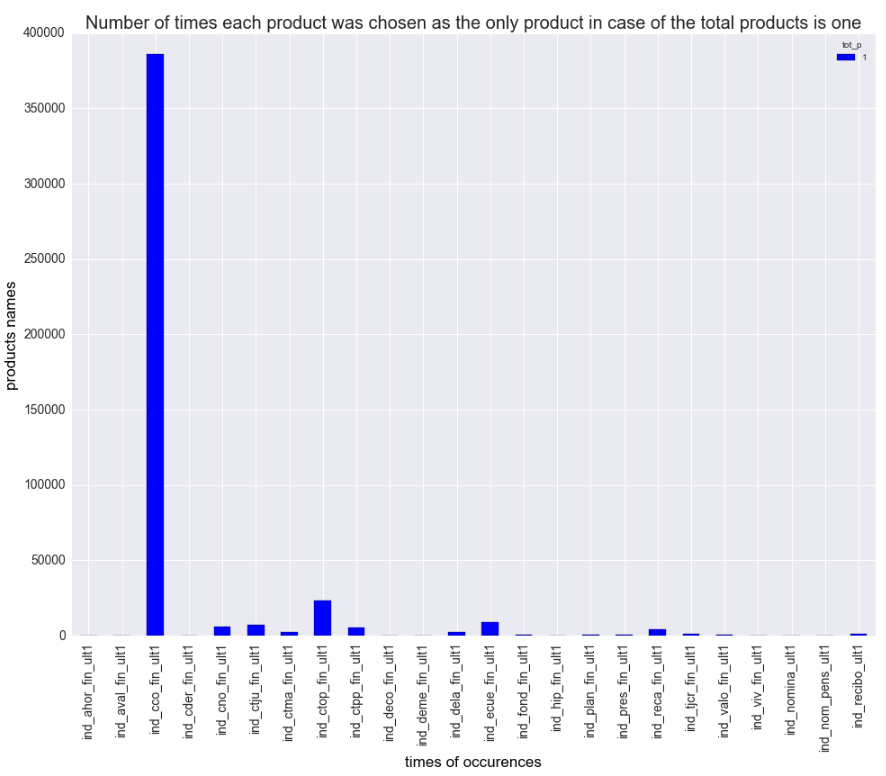 Number of times each product was chosen as the only product in case of the total products is one
tot_p
1
400000
350000
300000
250000
200000
150000
100000
50000
0
products names
ind_ahor_fin_ult1
ind_aval_fin_ult1
ind_cco_fin_ult1
ind_cder_fin_ult1
ind_cno_fin_ult1
ind_ctju_fin_ult1
ind_ctma_fin_ult1
ind_ctop_fin_ult1
ind_ctpp_fin_ult1
ind_deco_fin_ult1
ind_deme_fin_ult1
ind_dela_fin_ult1
ind_ecue_fin_ult1
ind_fond_fin_ult1
ind_hip_fin_ult1
ind_plan_fin_ult1
ind_pres_fin_ult1
ind_reca_fin_ult1
ind_tjcr_fin_ult1
ind_valo_fin_ult1
ind_viv_fin_ult1
ind_nomina_ult1
ind_nom_pens_ult1
ind_recibo_ult1
times of occurences